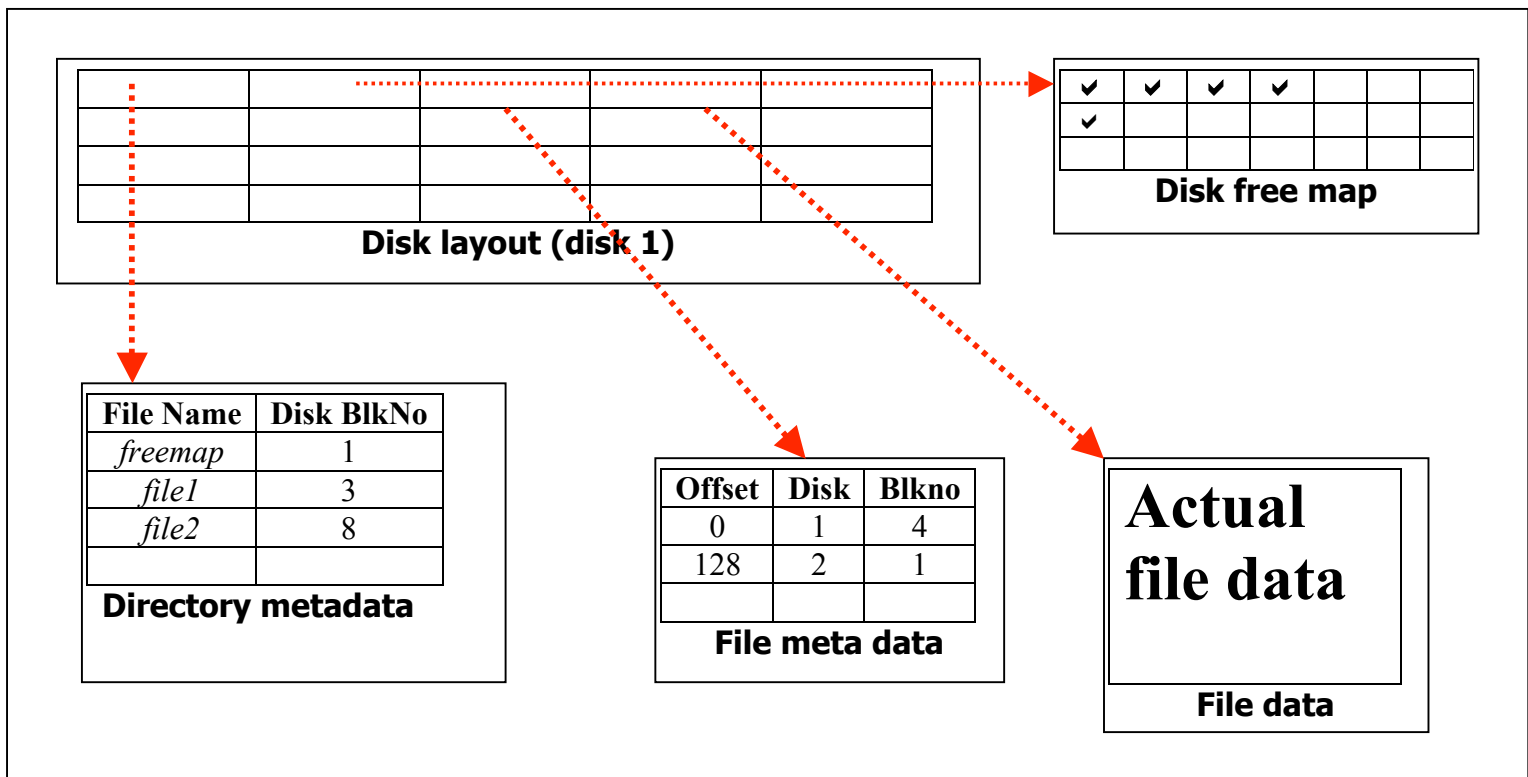 ✔ ✔ ✔ ✔
✔
Disk free map
Disk layout (disk 1)
File Name Disk BlkNo
freemap 1
file1 3
file2 8
Directory metadata
Offset Disk Blkno
0 1 4
128 2 1
File meta data
Actual
file data
File data